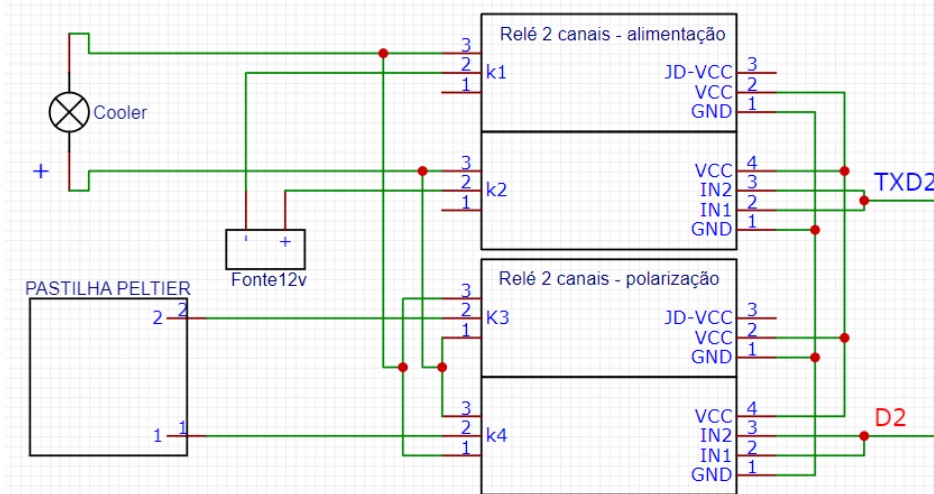 Relé 2 canais - alimentação
3
2 k1
1
JD-VCC 3
VCC 2
GND 1
Cooler
+
3
2 k2
1
VCC 4
IN2 3
IN1 2
GND 1
TXD2
- +
Fonte12v
PASTILHA PELTIER
2 2
1 1
Relé 2 canais - polarização
3
2 K3
1
JD-VCC 3
VCC 2
GND 1
3
2 k4
1
VCC 4
IN2 3
IN1 2
GND 1
D2